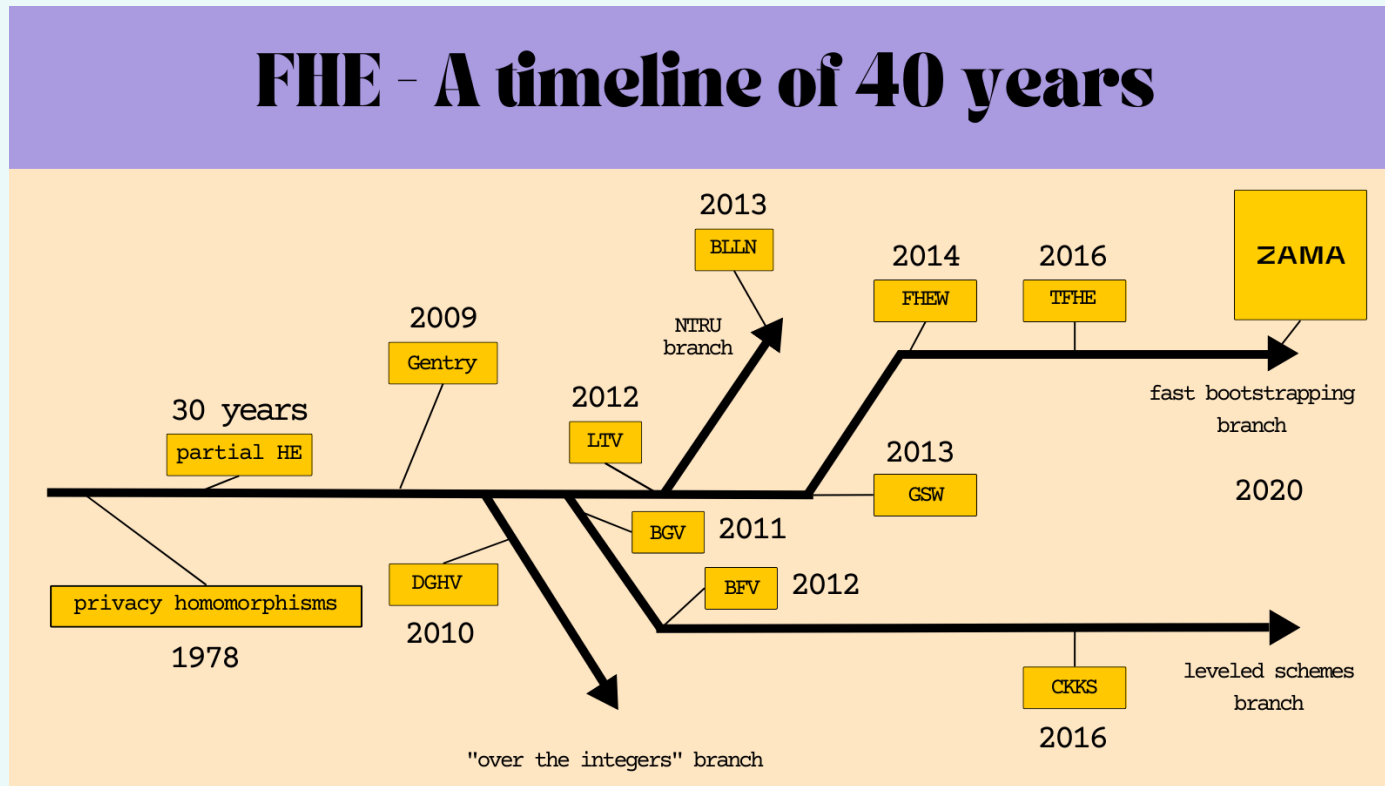 FHE - A timeline of 40 years
2013
BLLN
2014
FHEW
2016
TFHE
ZAMA
NTRU
branch
2009
Gentry
fast bootstrapping
branch
30 years
partial HE
2012
LTV
2013
GSW
2020
BGV
2011
DGHV
2010
BFV
2012
privacy homomorphisms
1978
leveled schemes
branch
CKKS
2016
"over the integers" branch